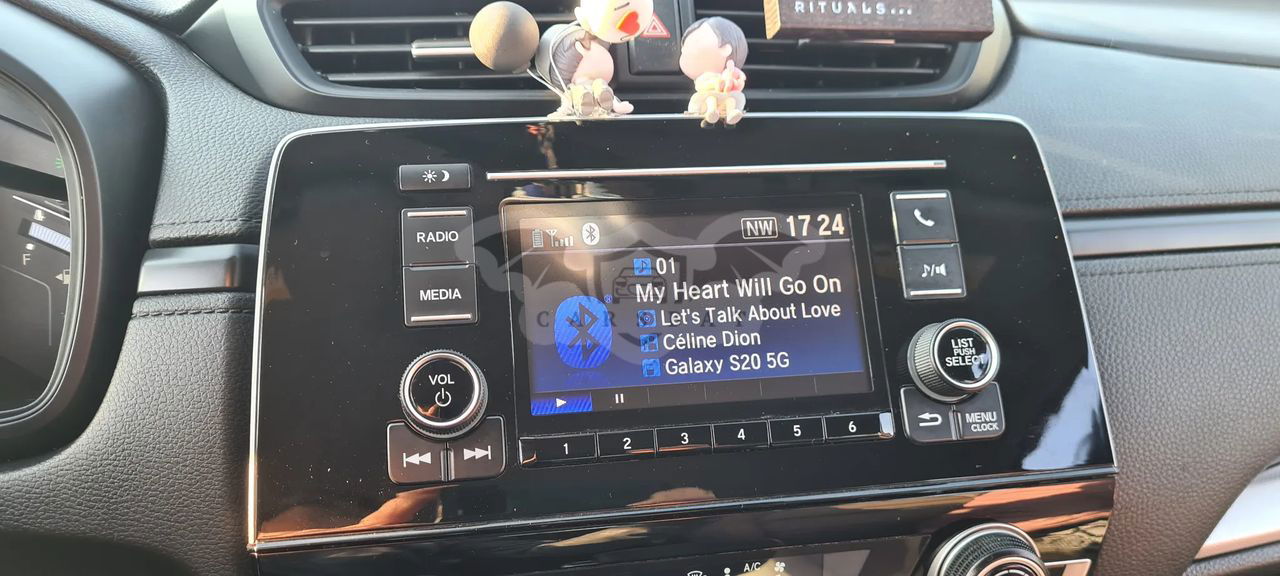 RITUALS...
RADIO
MEDIA
VOL
NW 17 24
01
My Heart Will Go On
Let's Talk About Love
Céline Dion
Galaxy S20 5G
LIST
PUSH
SELECT
MENU
CLOCK
1 2 3 4 5 6
F
A/C